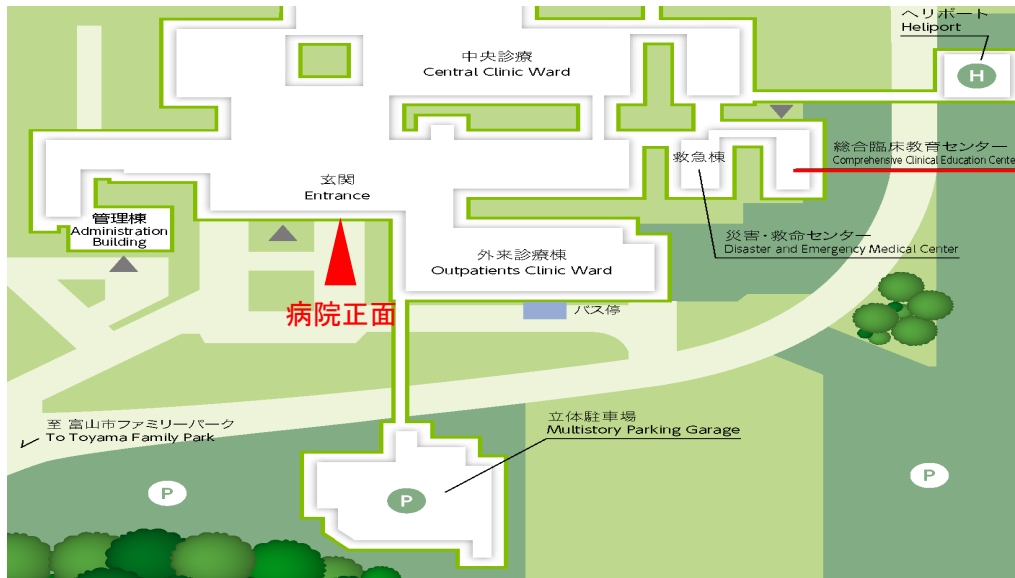 ヘリポート
Heliport
H
中央診療
Central Clinic Ward
総合臨床教育センター
Comprehensive Clinical Education Cente
救急棟
玄関
Entrance
管理棟
Administration
Building
災害・救命センター
Disaster and Emergency Medical Center
外来診療棟
Outpatients Clinic Ward
病院正面
バス停
至 富山市ファミリーパーク
To Toyama Family Park
立体駐車場
Multistory Parking Garage
P
P
P